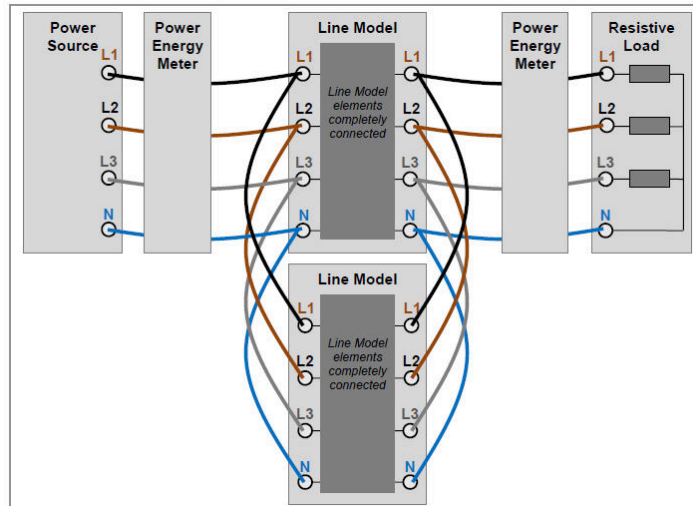 Power
Source
L1
L2
L3
N
Power
Energy
Meter
Line Model
L1
L2
L3
N
Line Model
elements
completely
connected
L1
L2
L3
N
Power
Energy
Meter
Resistive
Load
L1
L2
L3
N
Line Model
L1
L2
L3
N
Line Model
elements
completely
connected
L1
L2
L3
N